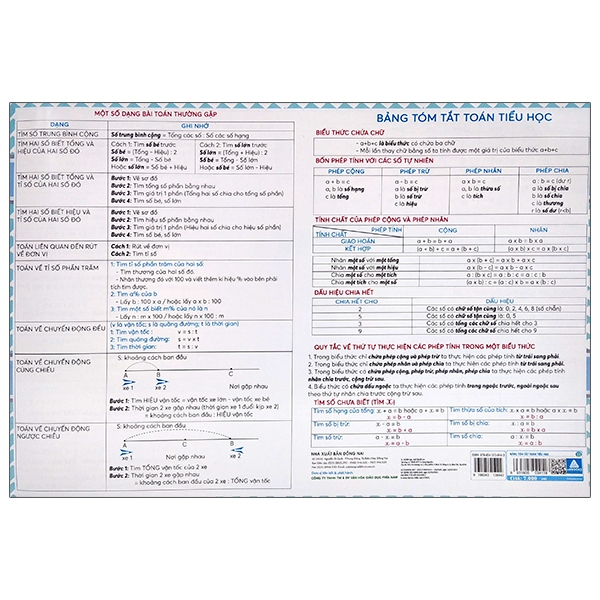 MỘT SỐ DẠNG BÀI TOÁN THƯỜNG GẶP
DẠNG
GHI NHỚ
TÌM SỐ TRUNG BÌNH CỘNG
Số trung bình cộng = Tổng các số : Số các số hạng
TÌM HAI SỐ BIẾT TỔNG VÀ
HIỆU CỦA HAI SỐ ĐÓ
Cách 1: Tìm số bé trước
Số bé = (Tổng - Hiệu) : 2
Số lớn = Tổng - Số bé
Hoặc số lớn = Số bé + Hiệu
Cách 2: Tìm số lớn trước
Số lớn = (Tổng + Hiệu) : 2
Số bé = Tổng - Số lớn
Hoặc số bé = Số lớn - Hiệu
TÌM HAI SỐ BIẾT TỔNG VÀ
TỈ SỐ CỦA HAI SỐ ĐÓ
Bước 1: Vẽ sơ đồ
Bước 2: Tìm tổng số phần bằng nhau
Bước 3: Tìm giá trị 1 phần (Tổng hai số chia cho tổng số phần)
Bước 4: Tìm số bé, số lớn
TÌM HAI SỐ BIẾT HIỆU VÀ
TỈ SỐ CỦA HAI SỐ ĐÓ
Bước 1: Vẽ sơ đồ
Bước 2: Tìm hiệu số phần bằng nhau
Bước 3: Tìm giá trị 1 phần (Hiệu hai số chia cho hiệu số phần)
Bước 4: Tìm số bé, số lớn
TOÁN LIÊN QUAN ĐẾN RÚT
VỀ ĐƠN VỊ
Cách 1: Rút về đơn vị
Cách 2: Tìm tỉ số
TOÁN VỀ TỈ SỐ PHẦN TRĂM
1: Tìm tỉ số phần trăm của hai số
- Tìm thương của hai số đó.
- Nhân thương đó với 100 và viết thêm kí hiệu % vào bên phải
tích tìm được.
2: Tìm a% của b
- Lấy b : 100 x a / hoặc lấy a x b : 100
3: Tìm một số biết m% của nó là n
- Lấy n : m x 100 / hoặc lấy n x 100 : m
TOÁN VỀ CHUYỂN ĐỘNG ĐỀU
(v là vận tốc; s là quãng đường; t là thời gian)
1: Tìm vận tốc: v = s : t
2: Tìm quãng đường: s = v x t
3: Tìm thời gian: t = s : v
TOÁN VỀ CHUYỂN ĐỘNG
CÙNG CHIỀU
S: khoảng cách ban đầu
A B C
xe 1 xe 2 Nơi gặp nhau
Bước 1: Tìm HIỆU vận tốc = vận tốc xe lớn - vận tốc xe bé
Bước 2: Thời gian 2 xe gặp nhau (thời gian xe 1 đuổi kịp xe 2)
= khoảng cách ban đầu : HIỆU vận tốc
TOÁN VỀ CHUYỂN ĐỘNG
NGƯỢC CHIỀU
S: khoảng cách ban đầu
A C B
xe 1 Nơi gặp nhau xe 2
Bước 1: Tìm TỔNG vận tốc của 2 xe
Bước 2: Thời gian 2 xe gặp nhau
= khoảng cách ban đầu của 2 xe : TỔNG vận tốc
BẢNG TÓM TẮT TOÁN TIỂU HỌC
BIỂU THỨC CHỨA CHỮ
- a+b+c là biểu thức có chứa ba chữ
- Mỗi lần thay chữ bằng số ta tính được một giá trị của biểu thức a+b+c
BỐN PHÉP TÍNH VỚI CÁC SỐ TỰ NHIÊN
PHÉP CỘNG PHÉP TRỪ PHÉP NHÂN PHÉP CHIA
a + b = c
a, b là số hạng
c là tổng
a - b = c
a là số bị trừ
b là số trừ
c là hiệu
a x b = c
a, b là thừa số
c là tích
a : b = c (dư r)
a là số bị chia
b là số chia
c là thương
r là số dư (r<b)
TÍNH CHẤT CỦA PHÉP CỘNG VÀ PHÉP NHÂN
PHÉP TÍNH
TÍNH CHẤT
CỘNG NHÂN
GIAO HOÁN a + b = b + a a x b = b x a
KẾT HỢP (a + b) + c = a + (b + c) (a x b) x c = a x (b x c)
Nhân một số với một tổng a x (b + c) = a x b + a x c
Nhân một số với một hiệu a x (b - c) = a x b - a x c
Chia một số cho một tích a : (b x c) = a : b : c = a : c : b
Chia một tích cho một số (a x b) : c = (a : c) x b = a x (b : c)
DẤU HIỆU CHIA HẾT
CHIA HẾT CHO DẤU HIỆU
2 Các số có chữ số tận cùng là: 0, 2, 4, 6, 8 (số chẵn)
5 Các số có chữ số tận cùng là: 0, 5
3 Các số có tổng các chữ số chia hết cho 3
9 Các số có tổng các chữ số chia hết cho 9
QUY TẮC VỀ THỨ TỰ THỰC HIỆN CÁC PHÉP TÍNH TRONG MỘT BIỂU THỨC
1. Trong biểu thức chỉ chứa phép cộng và phép trừ ta thực hiện các phép tính từ trái sang phải.
2. Trong biểu thức chỉ chứa phép nhân và chia ta thực hiện các phép tính từ trái sang phải.
3. Trong biểu thức có phép cộng, phép trừ, phép nhân, phép chia ta thực hiện các phép tính
nhân chia trước, cộng trừ sau.
4. Biểu thức có chứa dấu ngoặc ta thực hiện các phép tính trong ngoặc trước, ngoài ngoặc sau
theo thứ tự nhân chia trước cộng trừ sau.
TÌM SỐ CHƯA BIẾT (TÌM X)
Tìm số hạng của tổng: x + a = b hoặc a + x = b
x = b - a
Tìm thừa số của tích: x x a = b hoặc a x x = b
x = b : a
Tìm số bị trừ: x - a = b
x = b + a
Tìm số bị chia: x : a = b
x = b x a
Tìm số trừ: a - x = b
x = a - b
Tìm số chia: a : x = b
x = a : b
NHÀ XUẤT BẢN ĐỒNG NAI
CÔNG TY TNHH TM & DV VĂN HÓA GIÁO DỤC PHÍA NAM
BẢNG TÓM TẮT TOÁN TIỂU HỌC
Giá: 7.000